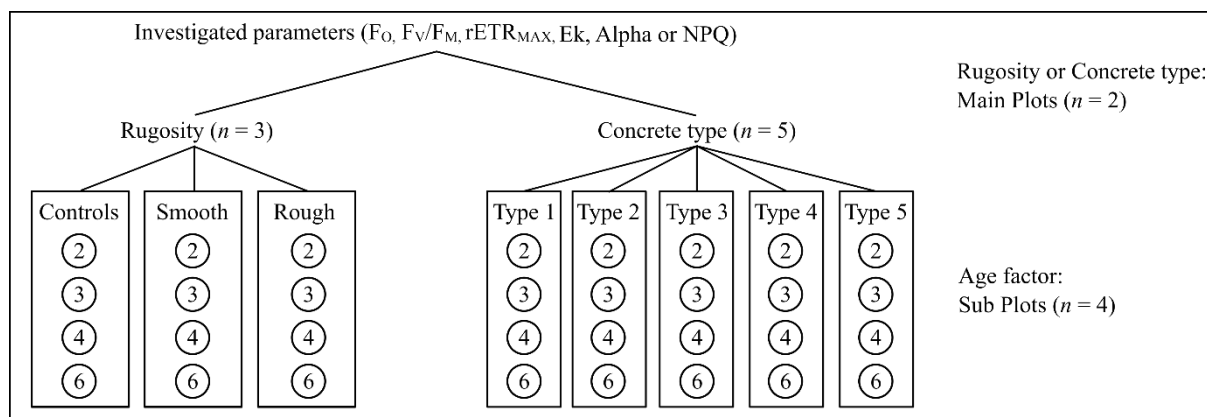 Investigated parameters (FO, FV/FM, rETRMAX, Ek, Alpha or NPQ)
Rugosity or Concrete type:
Main Plots (n = 2)
Rugosity (n = 3)
Concrete type (n = 5)
Controls Smooth Rough Type 1 Type 2 Type 3 Type 4 Type 5
2 2 2 2 2 2 2 2
3 3 3 3 3 3 3 3
Age factor:
Sub Plots (n = 4)
4 4 4 4 4 4 4 4
6 6 6 6 6 6 6 6